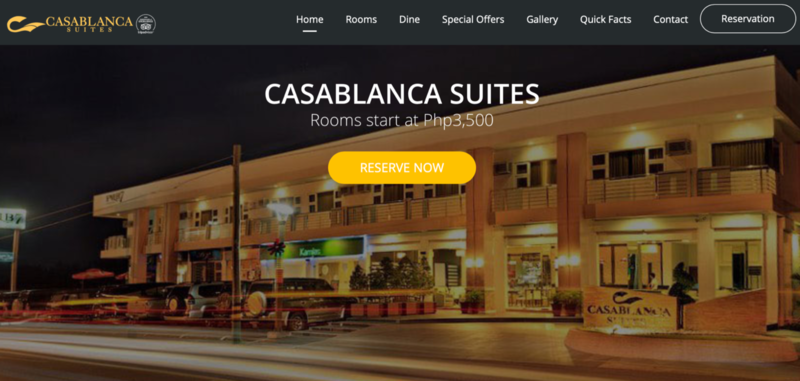 CASABLANCA
SUITES
Home
Rooms
Dine
Special Offers
Gallery
Quick Facts
Contact
Reservation
CASABLANCA SUITES
Rooms start at Php3,500
RESERVE NOW
CASABLANCA